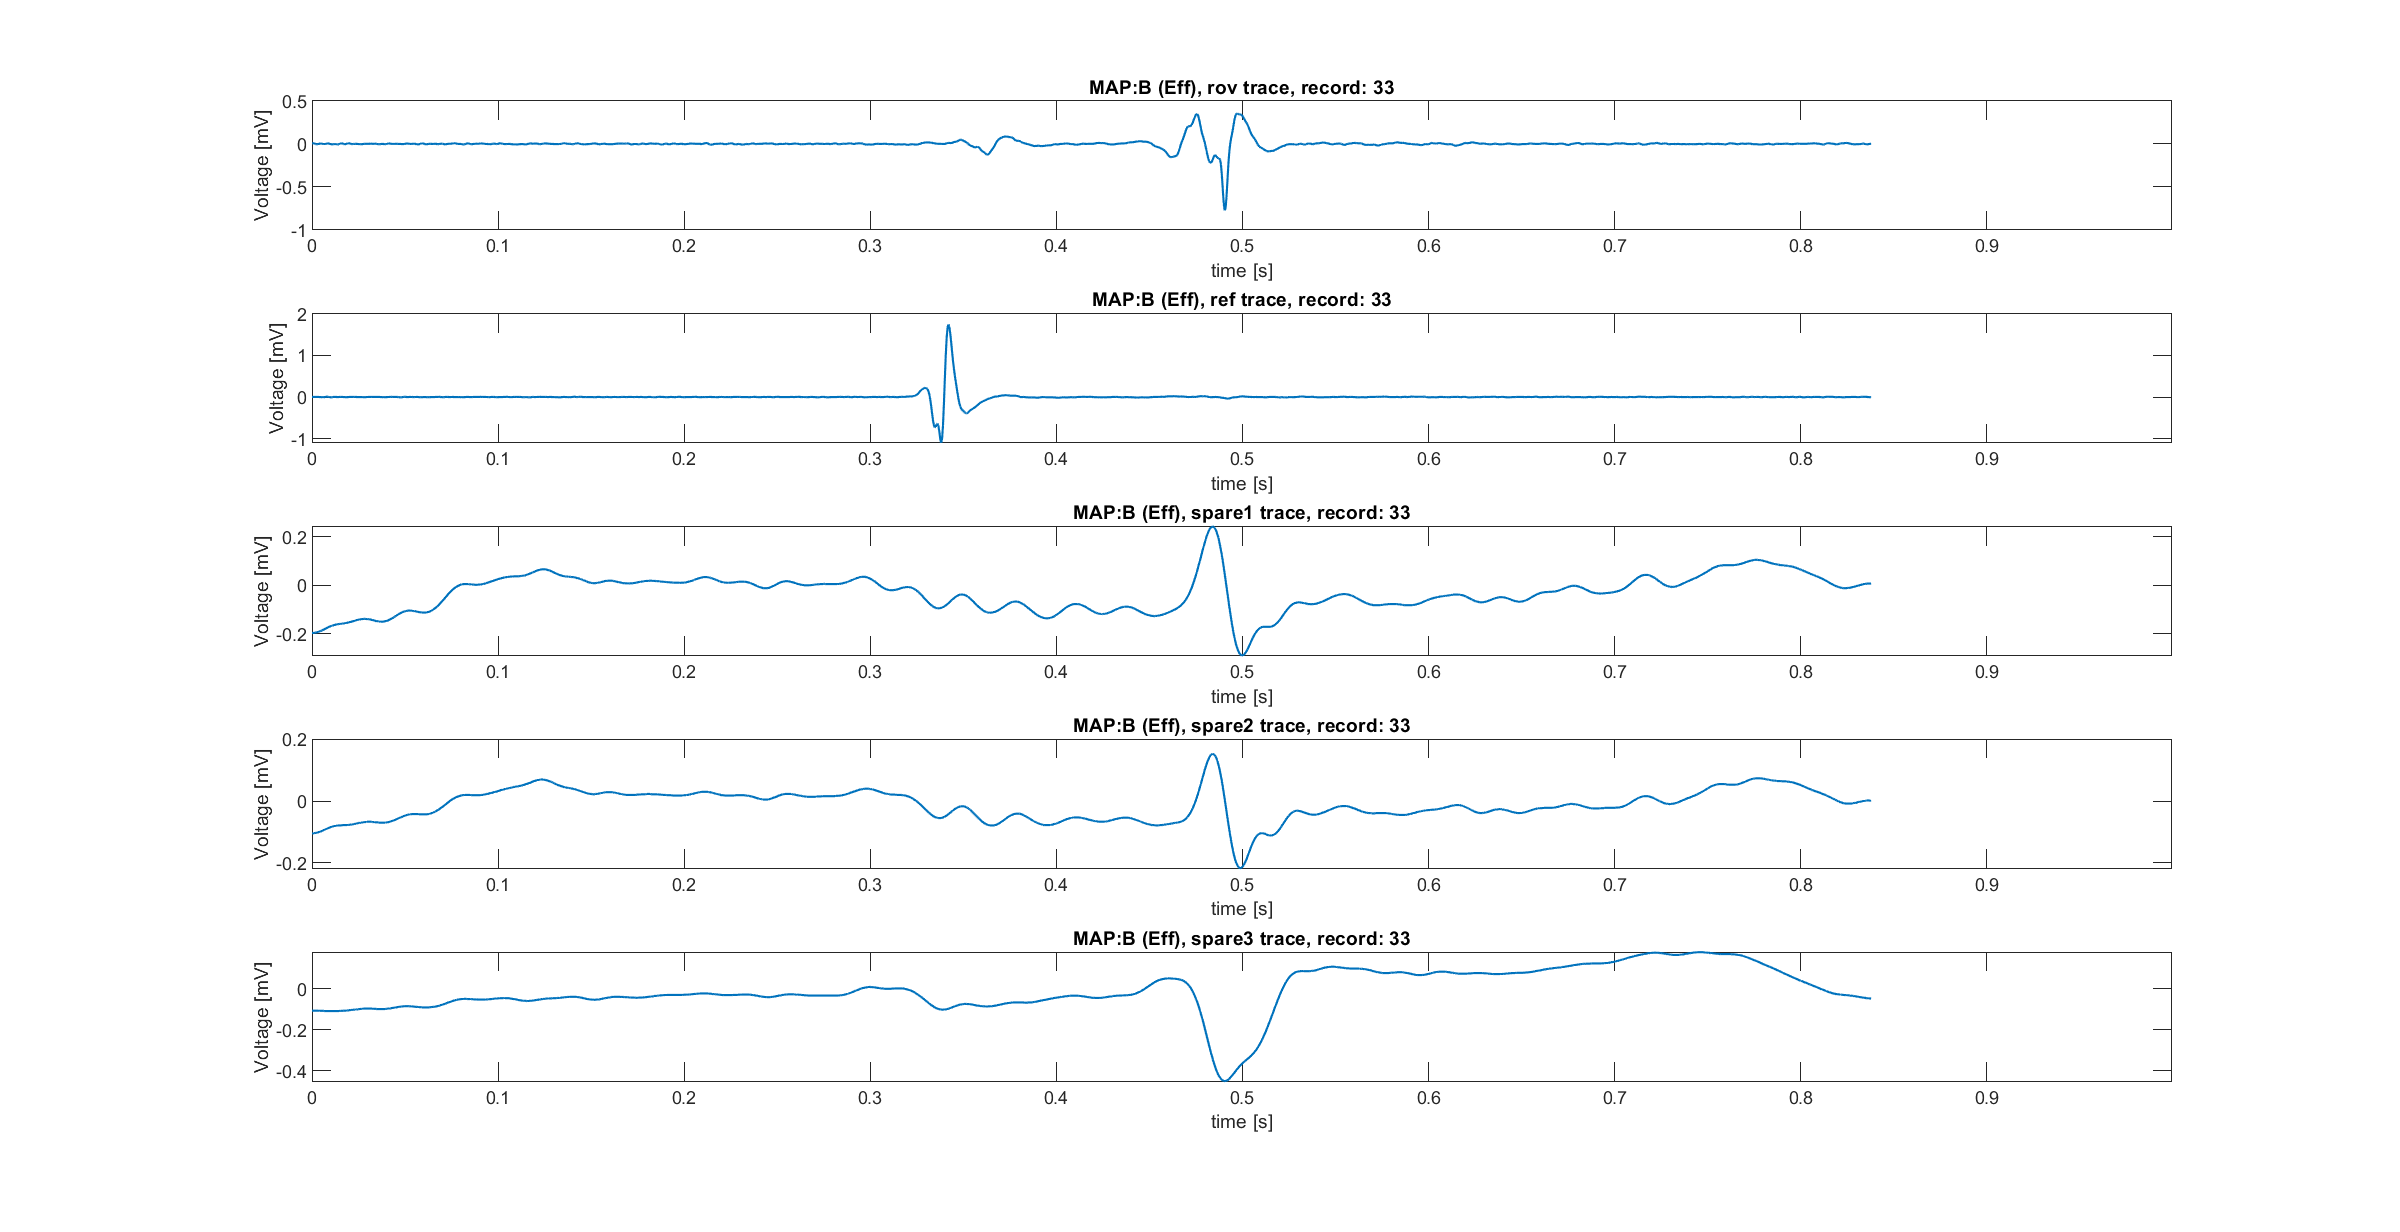 MAP:B (Eff), rov trace, record: 33
0.5
0
-0.5
-1
Voltage [mV]
0 0.1 0.2 0.3 0.4 0.5 0.6 0.7 0.8 0.9
time [s]
MAP:B (Eff), ref trace, record: 33
2
1
0
-1
Voltage [mV]
0 0.1 0.2 0.3 0.4 0.5 0.6 0.7 0.8 0.9
time [s]
MAP:B (Eff), spare1 trace, record: 33
0.2
0
-0.2
Voltage [mV]
0 0.1 0.2 0.3 0.4 0.5 0.6 0.7 0.8 0.9
time [s]
MAP:B (Eff), spare2 trace, record: 33
0.2
0
-0.2
Voltage [mV]
0 0.1 0.2 0.3 0.4 0.5 0.6 0.7 0.8 0.9
time [s]
MAP:B (Eff), spare3 trace, record: 33
0
-0.2
-0.4
Voltage [mV]
0 0.1 0.2 0.3 0.4 0.5 0.6 0.7 0.8 0.9
time [s]